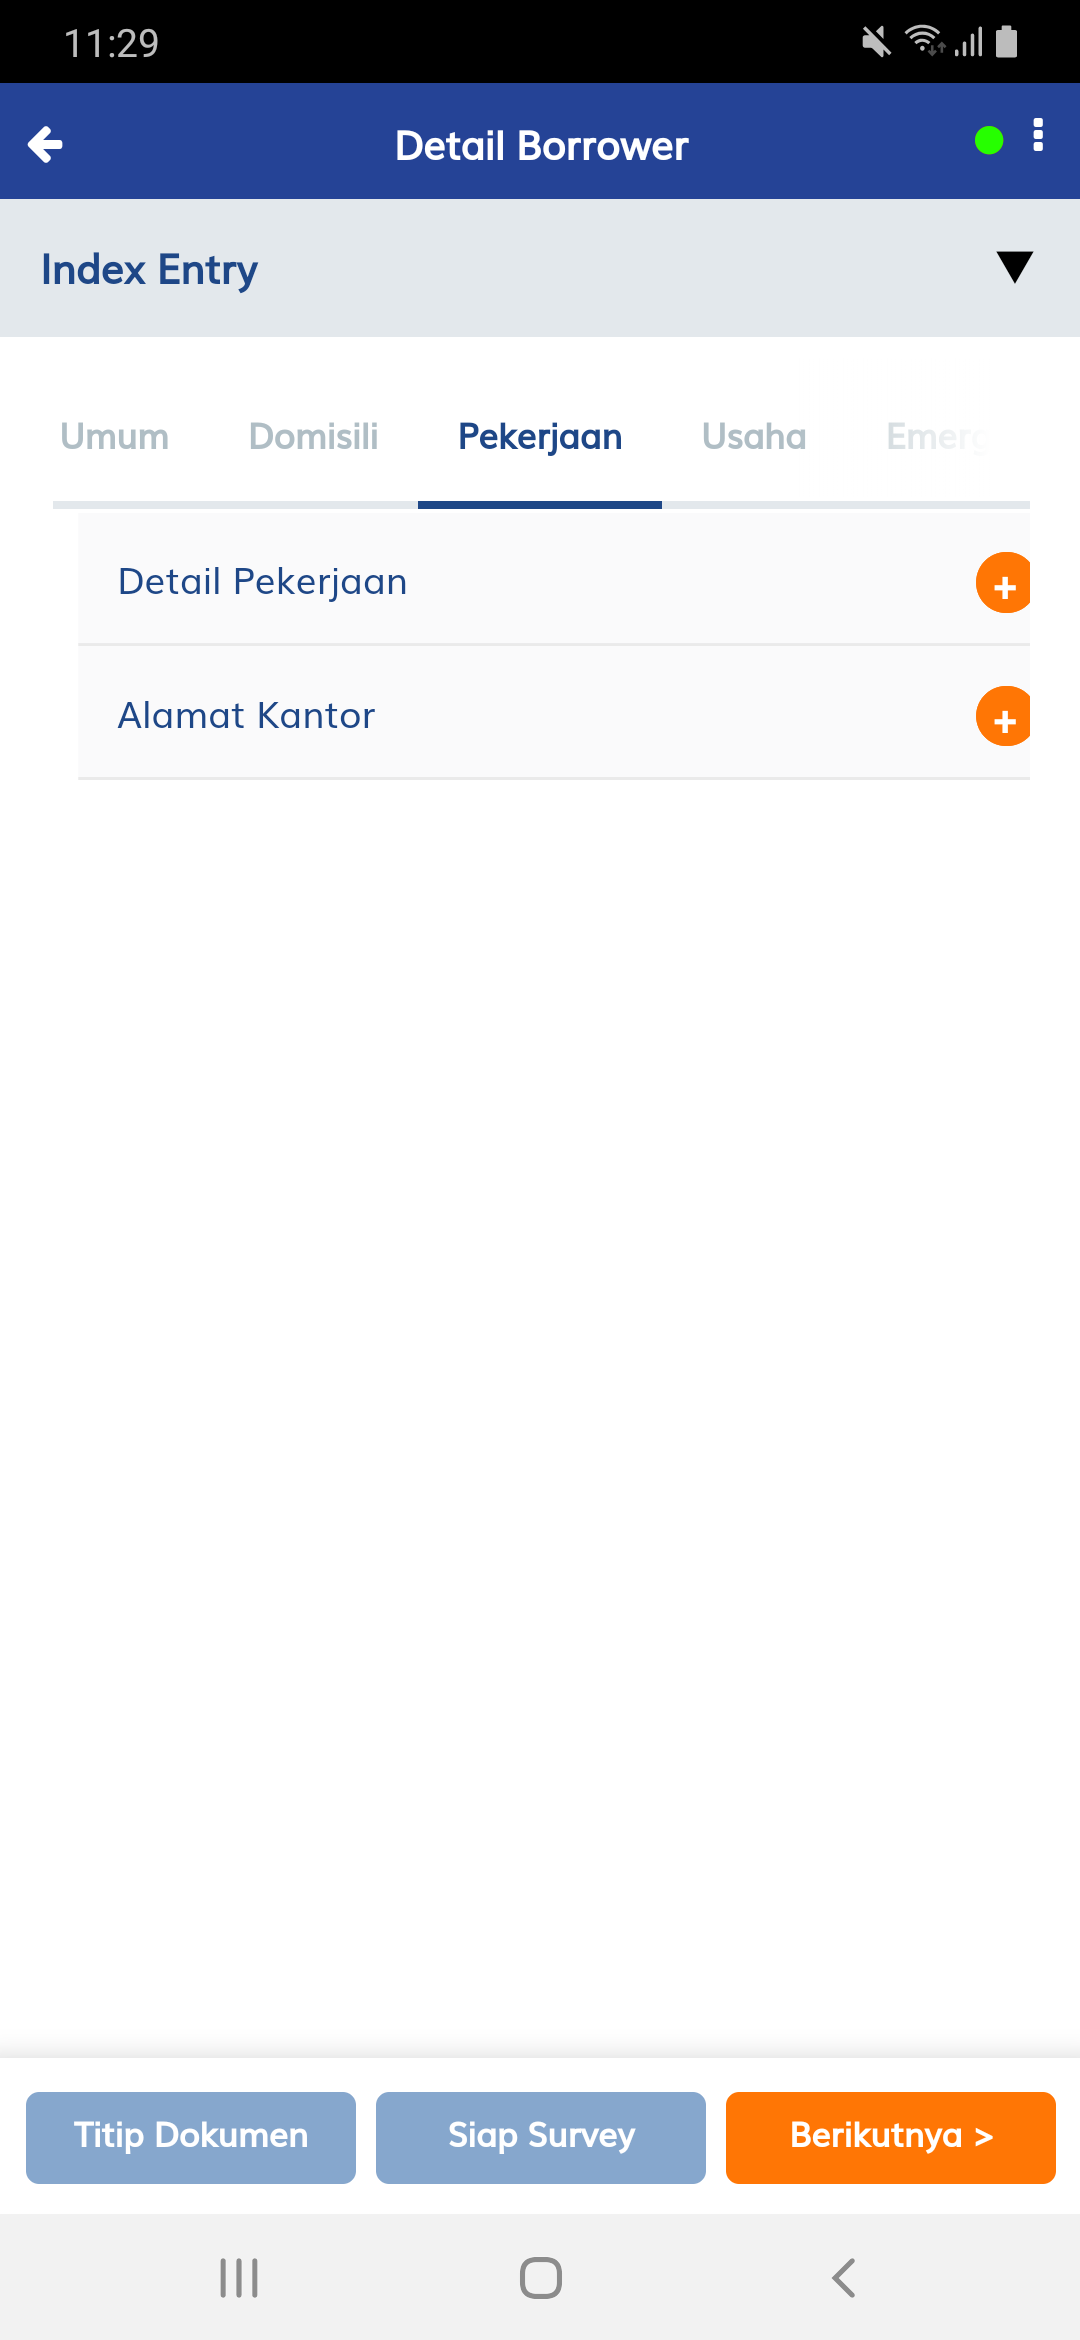 11:29
Detail Borrower
Index Entry
Umum Domisili Pekerjaan Usaha Emerg
Detail Pekerjaan
+
Alamat Kantor
+
Titip Dokumen Siap Survey Berikutnya >